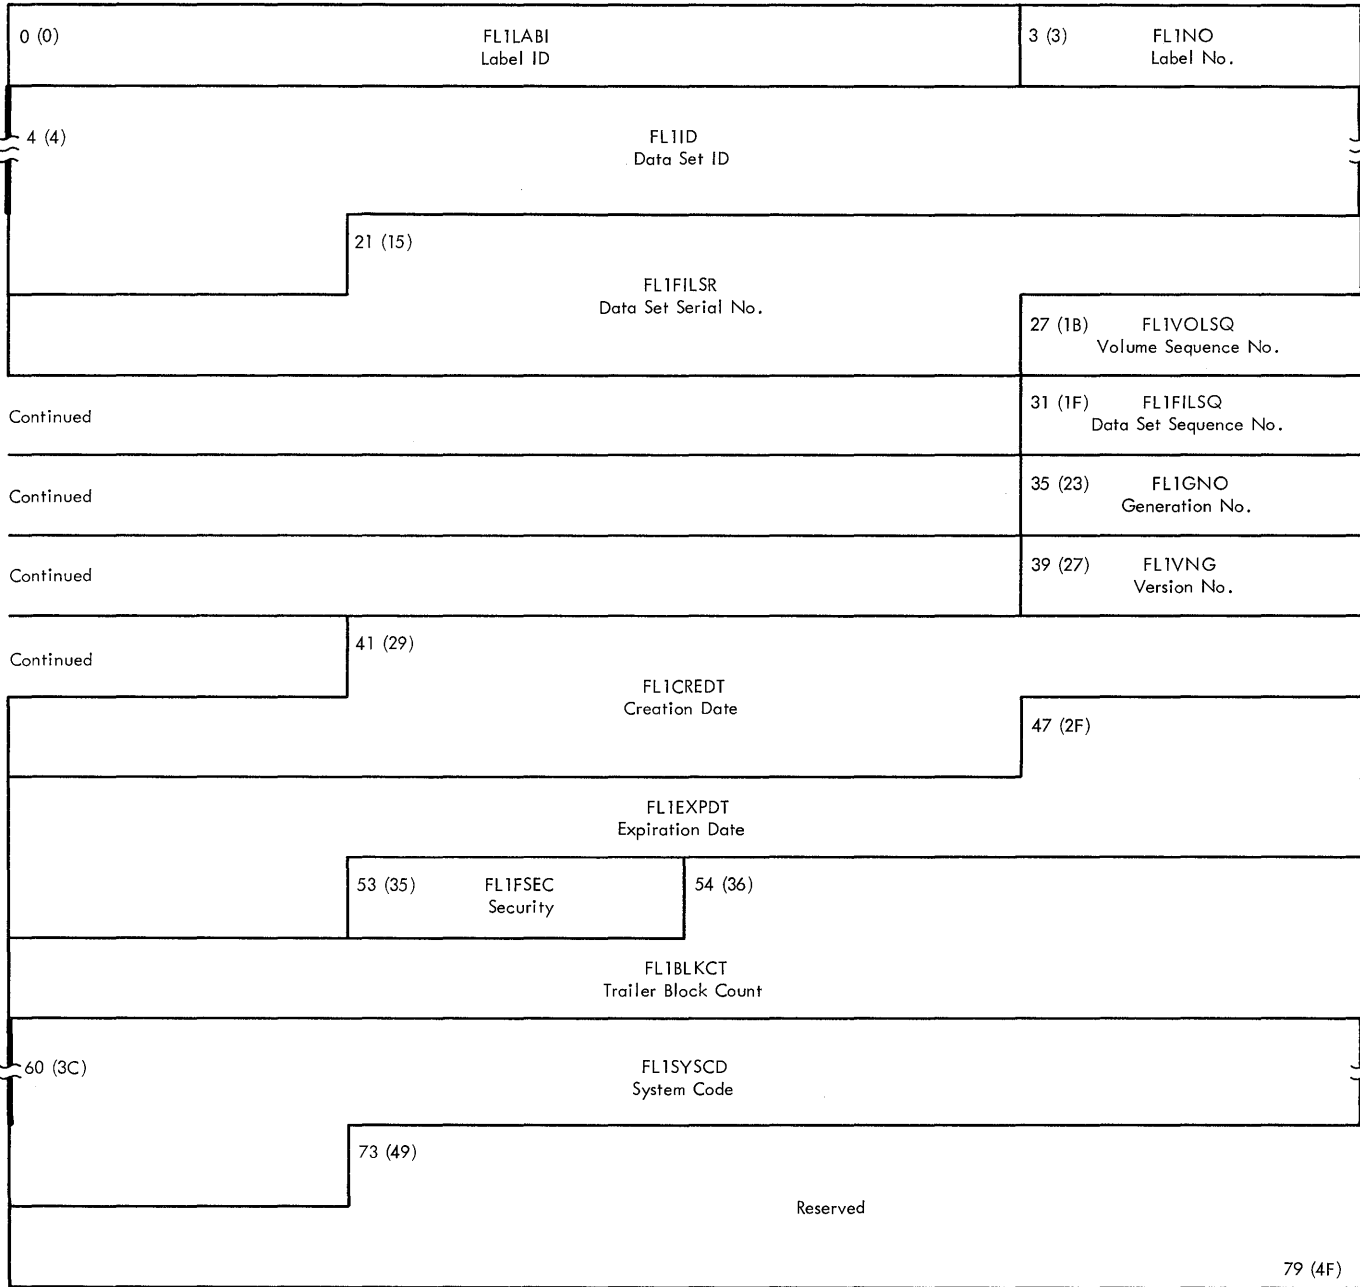 0 (0) FL1LABI 3 (3) FL1NO
Label ID Label No.
4 (4) FL1ID
Data Set ID
21 (15)
FL1FILSR
Data Set Serial No.
27 (1B) FL1VOLSQ
Volume Sequence No.
Continued 31 (1F) FL1FILSQ
Data Set Sequence No.
Continued 35 (23) FL1GNO
Generation No.
Continued 39 (27) FL1VNG
Version No.
Continued 41 (29)
FL1CREDT
Creation Date
47 (2F)
FL1EXPDT
Expiration Date
53 (35) FL1FSEC 54 (36)
Security
FL1BLKCT
Trailer Block Count
60 (3C) FL1SYSCD
System Code
73 (49)
Reserved
79 (4F)